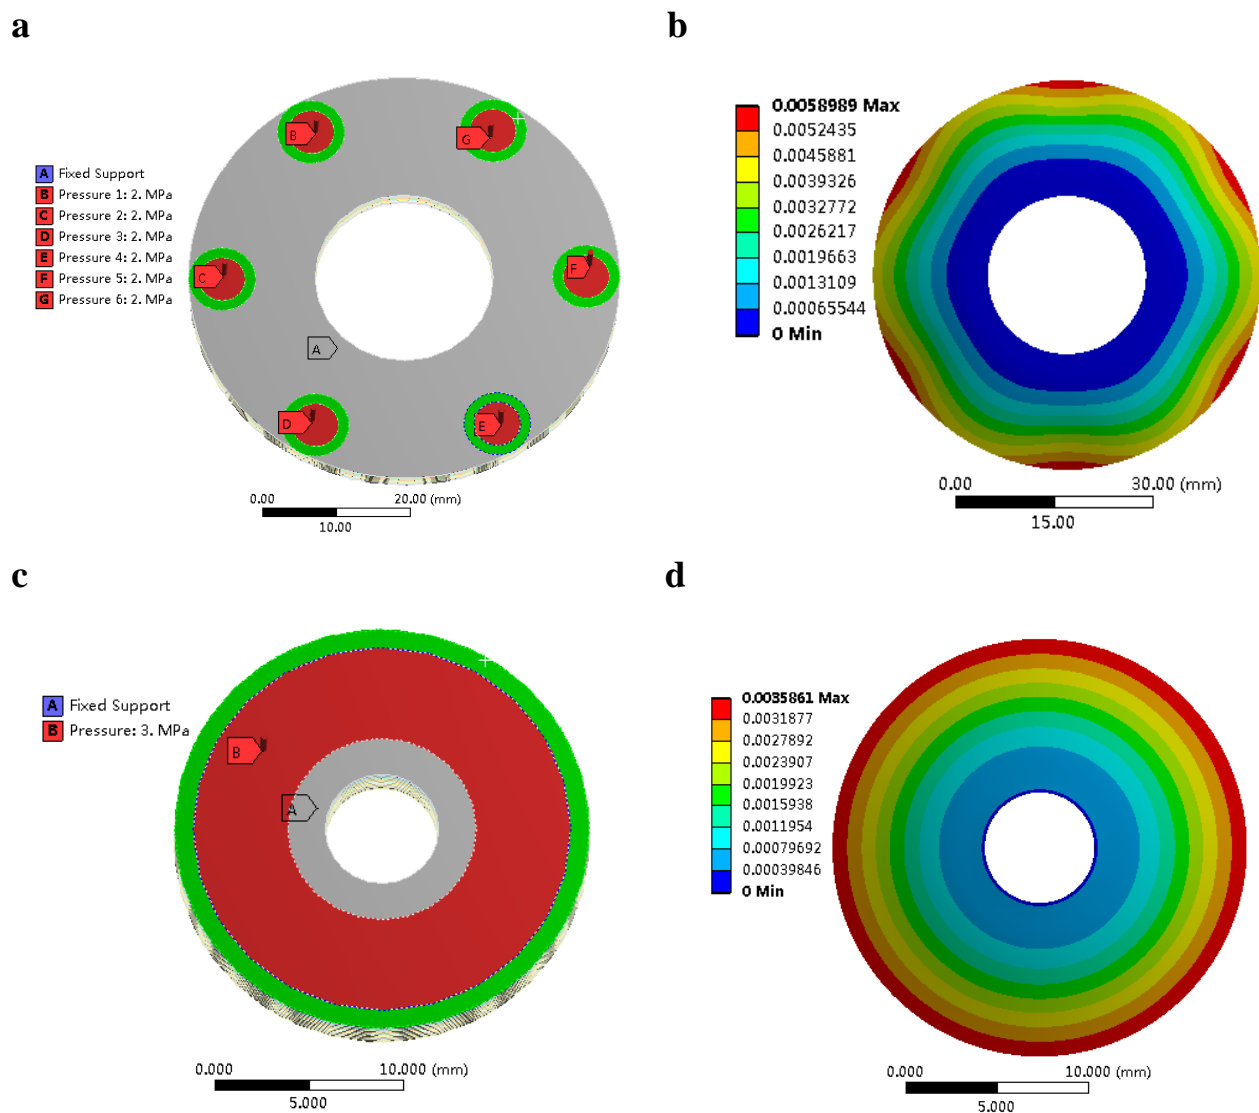 a
B
G
A Fixed Support
B Pressure 1: 2. MPa
C Pressure 2: 2. MPa
D Pressure 3: 2. MPa
E Pressure 4: 2. MPa
F Pressure 5: 2. MPa
G Pressure 6: 2. MPa
C
F
A
D
E
0.00 20.00 (mm)
10.00
b
0.0058989 Max
0.0052435
0.0045881
0.0039326
0.0032772
0.0026217
0.0019663
0.0013109
0.00065544
0 Min
0.00 30.00 (mm)
15.00
c
A Fixed Support
B Pressure: 3. MPa
B
A
0.000 10.000 (mm)
5.000
d
0.0035861 Max
0.0031877
0.0027892
0.0023907
0.0019923
0.0015938
0.0011954
0.00079692
0.00039846
0 Min
0.000 10.000 (mm)
5.000